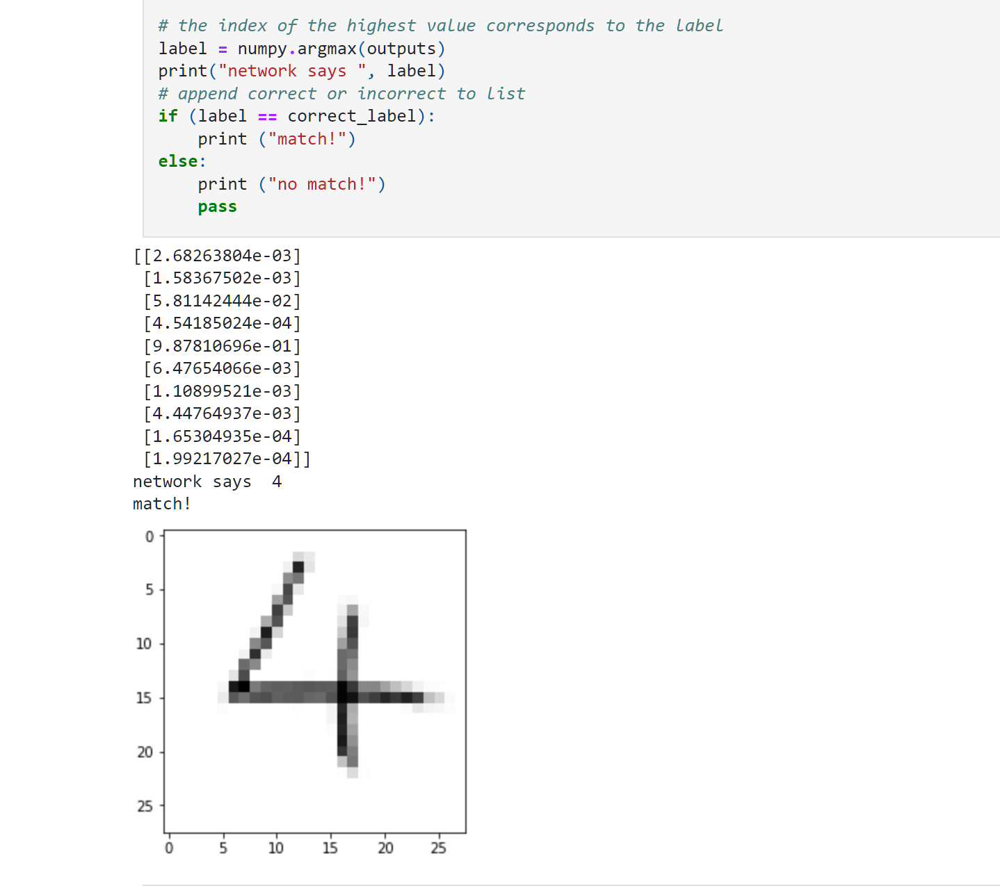 # the index of the highest value corresponds to the label
label = numpy.argmax(outputs)
print("network says ", label)
# append correct or incorrect to list
if (label == correct_label):
    print ("match!")
else:
    print ("no match!")
    pass
[[2.68263804e-03]
 [1.58367502e-03]
 [5.81142444e-02]
 [4.54185024e-04]
 [9.87810696e-01]
 [6.47654066e-03]
 [1.10899521e-03]
 [4.44764937e-03]
 [1.65304935e-04]
 [1.99217027e-04]]
network says  4
match!
0
5
10
15
20
25
4
0 5 10 15 20 25